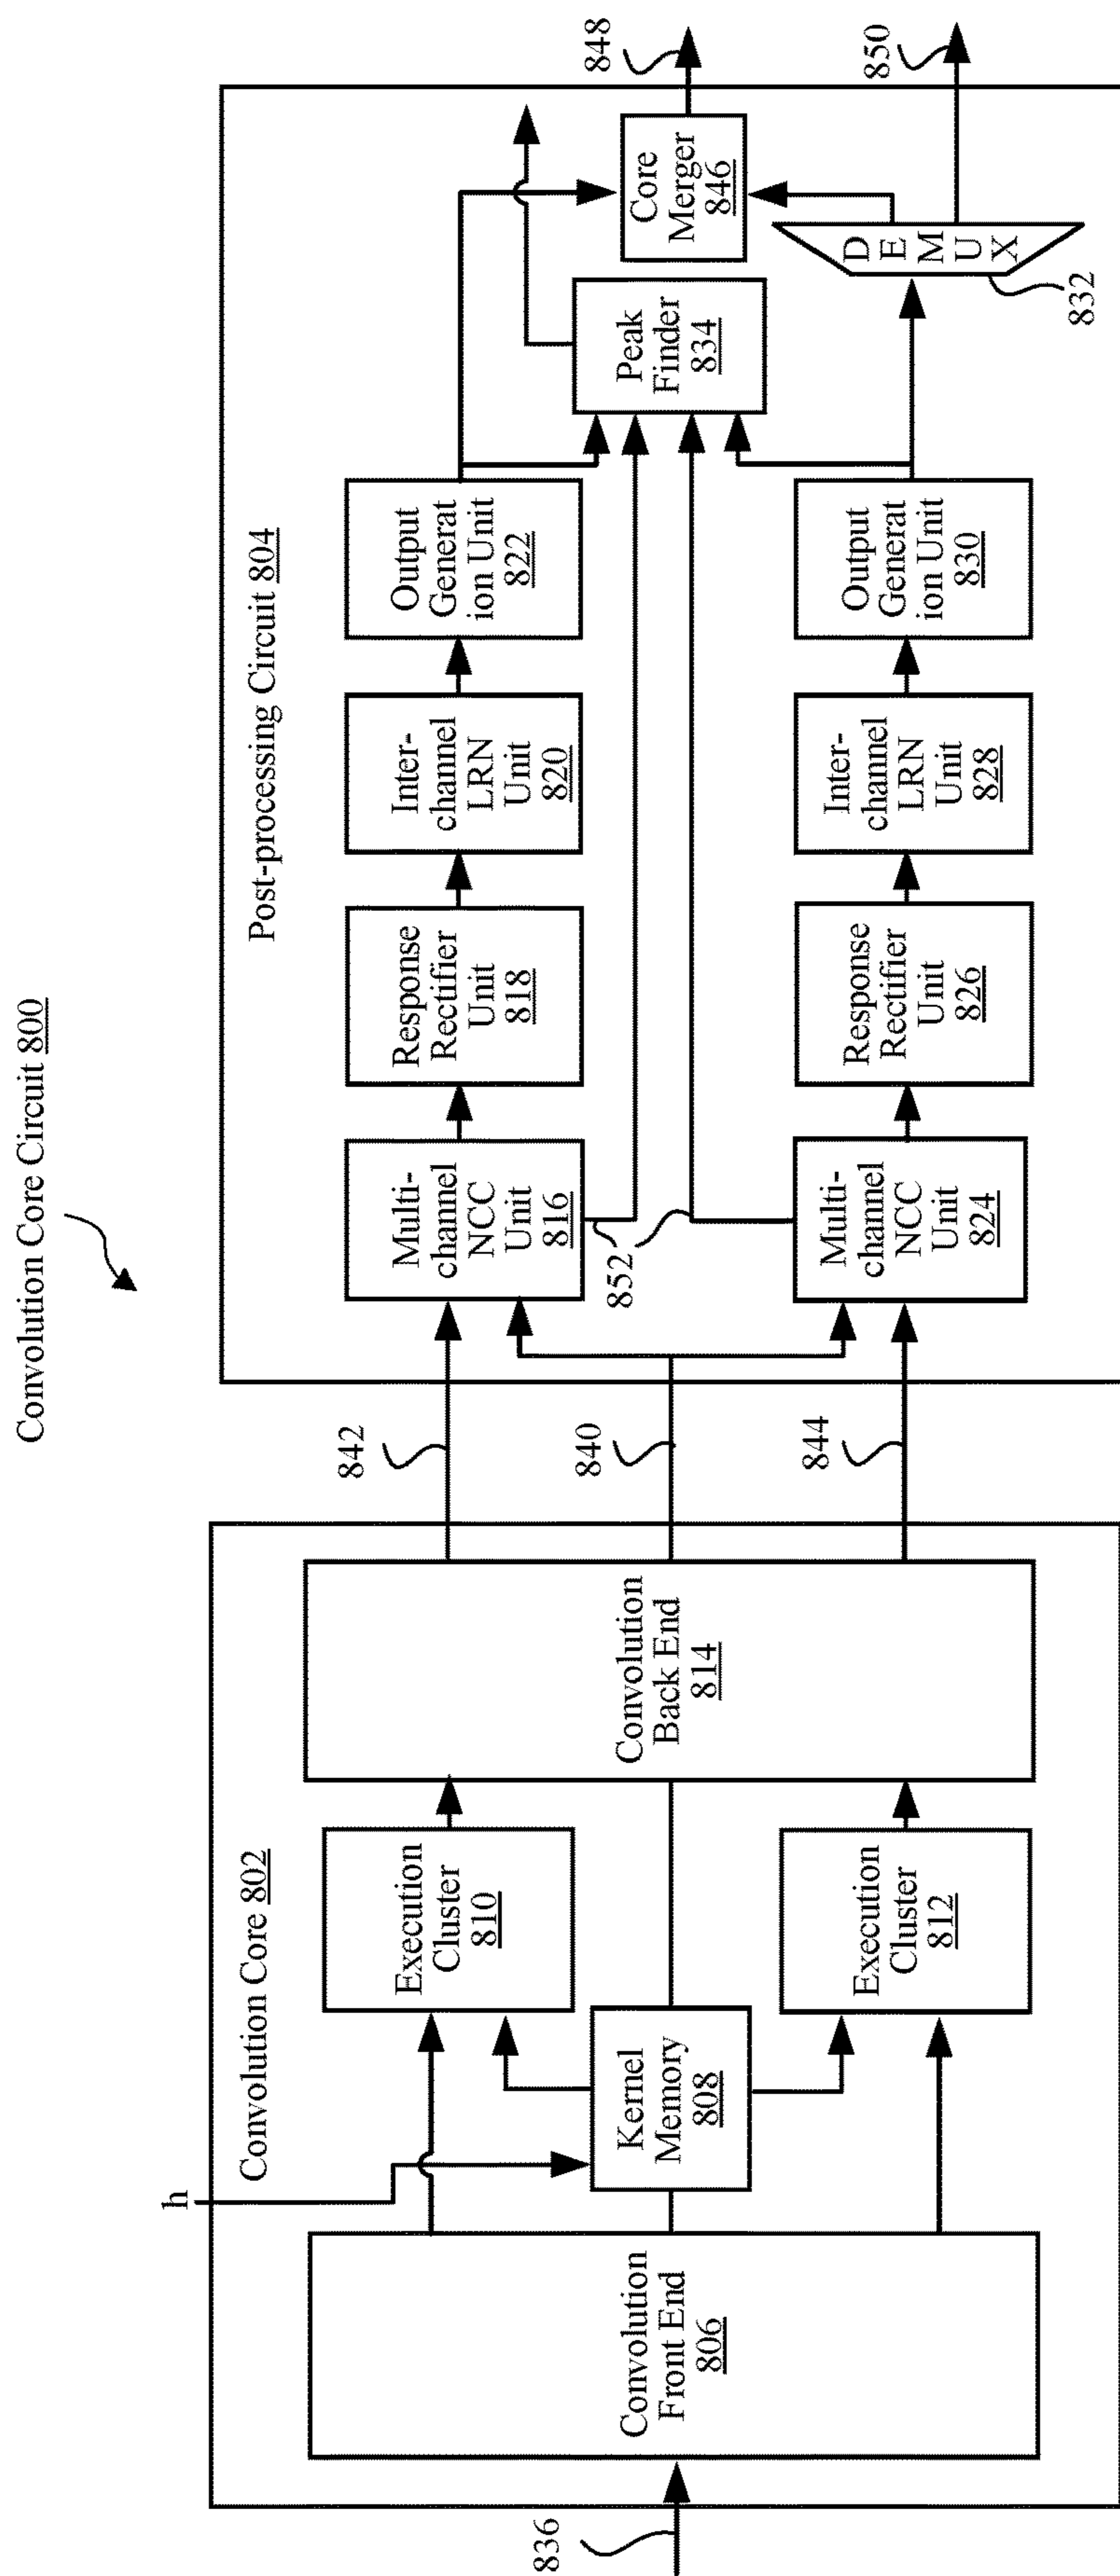 Convolution Core Circuit 800
Convolution Core 802
h
836
Convolution
Front End
806
Kernel
Memory
808
Execution
Cluster
810
Execution
Cluster
812
Convolution
Back End
814
842
840
844
Post-processing Circuit 804
Multi-
channel
NCC
Unit
816
Response
Rectifier
Unit
818
Inter-
channel
LRN
Unit
820
Output
Generat
ion Unit
822
852
Multi-
channel
NCC
Unit
824
Response
Rectifier
Unit
826
Inter-
channel
LRN
Unit
828
Output
Generat
ion Unit
830
Peak
Finder
834
Core
Merger
846
D
E
M
U
X
832
848
850